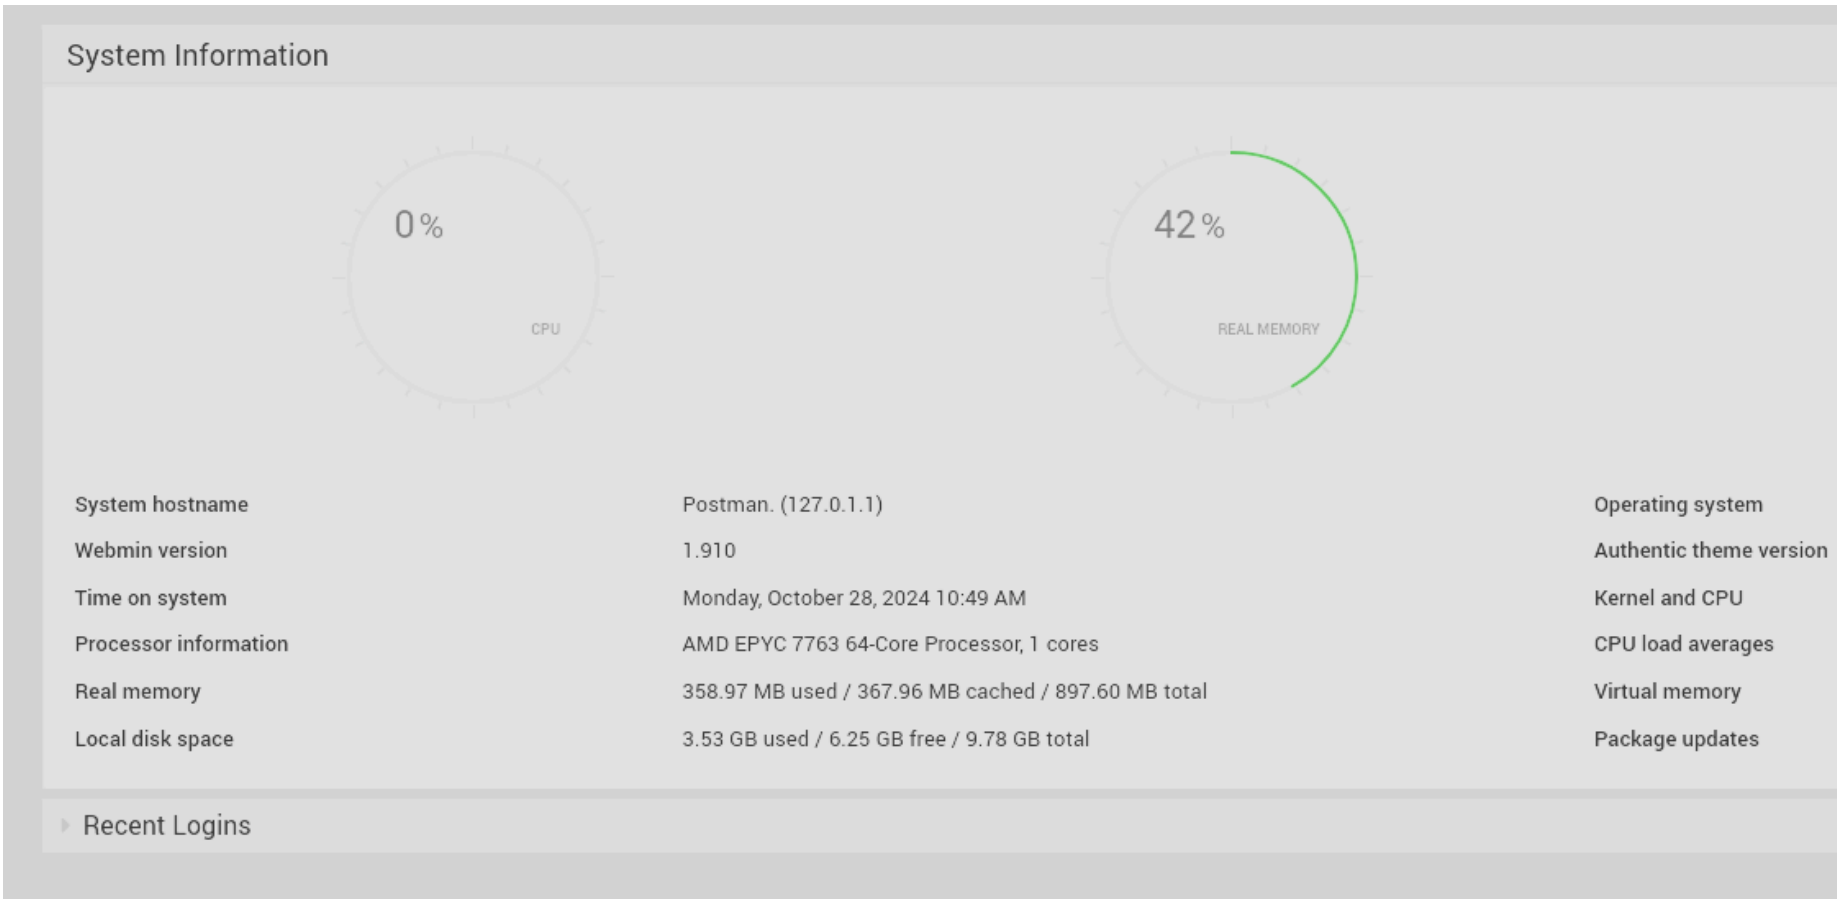 System Information
0%
CPU
42%
REAL MEMORY
System hostname Postman. (127.0.1.1) Operating system
Webmin version 1.910 Authentic theme version
Time on system Monday, October 28, 2024 10:49 AM Kernel and CPU
Processor information AMD EPYC 7763 64-Core Processor, 1 cores CPU load averages
Real memory 358.97 MB used / 367.96 MB cached / 897.60 MB total Virtual memory
Local disk space 3.53 GB used / 6.25 GB free / 9.78 GB total Package updates
Recent Logins